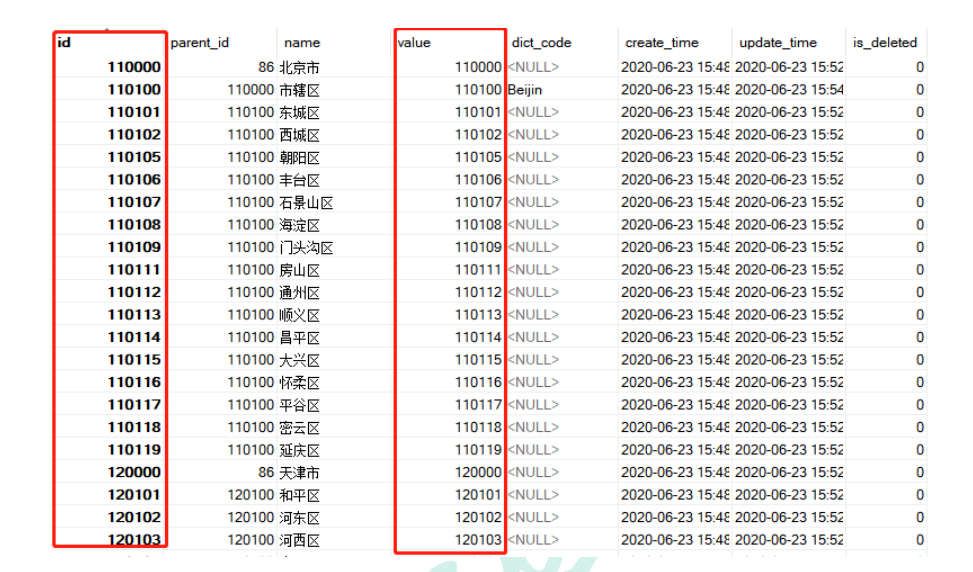 id parent_id name value dict_code create_time update_time is_deleted
110000 86 北京市 110000 <NULL> 2020-06-23 15:48 2020-06-23 15:52 0
110100 110000 市辖区 110100 Beijin 2020-06-23 15:48 2020-06-23 15:54 0
110101 110100 东城区 110101 <NULL> 2020-06-23 15:48 2020-06-23 15:52 0
110102 110100 西城区 110102 <NULL> 2020-06-23 15:48 2020-06-23 15:52 0
110105 110100 朝阳区 110105 <NULL> 2020-06-23 15:48 2020-06-23 15:52 0
110106 110100 丰台区 110106 <NULL> 2020-06-23 15:48 2020-06-23 15:52 0
110107 110100 石景山区 110107 <NULL> 2020-06-23 15:48 2020-06-23 15:52 0
110108 110100 海淀区 110108 <NULL> 2020-06-23 15:48 2020-06-23 15:52 0
110109 110100 门头沟区 110109 <NULL> 2020-06-23 15:48 2020-06-23 15:52 0
110111 110100 房山区 110111 <NULL> 2020-06-23 15:48 2020-06-23 15:52 0
110112 110100 通州区 110112 <NULL> 2020-06-23 15:48 2020-06-23 15:52 0
110113 110100 顺义区 110113 <NULL> 2020-06-23 15:48 2020-06-23 15:52 0
110114 110100 昌平区 110114 <NULL> 2020-06-23 15:48 2020-06-23 15:52 0
110115 110100 大兴区 110115 <NULL> 2020-06-23 15:48 2020-06-23 15:52 0
110116 110100 怀柔区 110116 <NULL> 2020-06-23 15:48 2020-06-23 15:52 0
110117 110100 平谷区 110117 <NULL> 2020-06-23 15:48 2020-06-23 15:52 0
110118 110100 密云区 110118 <NULL> 2020-06-23 15:48 2020-06-23 15:52 0
110119 110100 延庆区 110119 <NULL> 2020-06-23 15:48 2020-06-23 15:52 0
120000 86 天津市 120000 <NULL> 2020-06-23 15:48 2020-06-23 15:52 0
120101 120100 和平区 120101 <NULL> 2020-06-23 15:48 2020-06-23 15:52 0
120102 120100 河东区 120102 <NULL> 2020-06-23 15:48 2020-06-23 15:52 0
120103 120100 河西区 120103 <NULL> 2020-06-23 15:48 2020-06-23 15:52 0